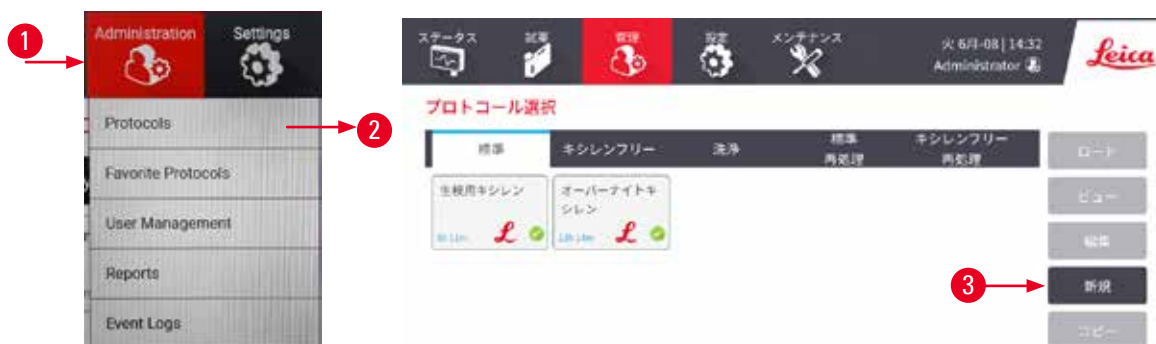 1
Administration
Settings
Protocols
2
Favorite Protocols
User Management
Reports
Event Logs
ステータス
試薬
管理
設定
メンテナンス
火 6月-08 | 14:32
Administrator
Leica
プロトコール選択
標準
キシレンフリー
洗浄
標準
再処理
キシレンフリー
再処理
生検用キシレン
オーバーナイトキ
シレン
ロード
ビュー
編集
3
新規
コピー